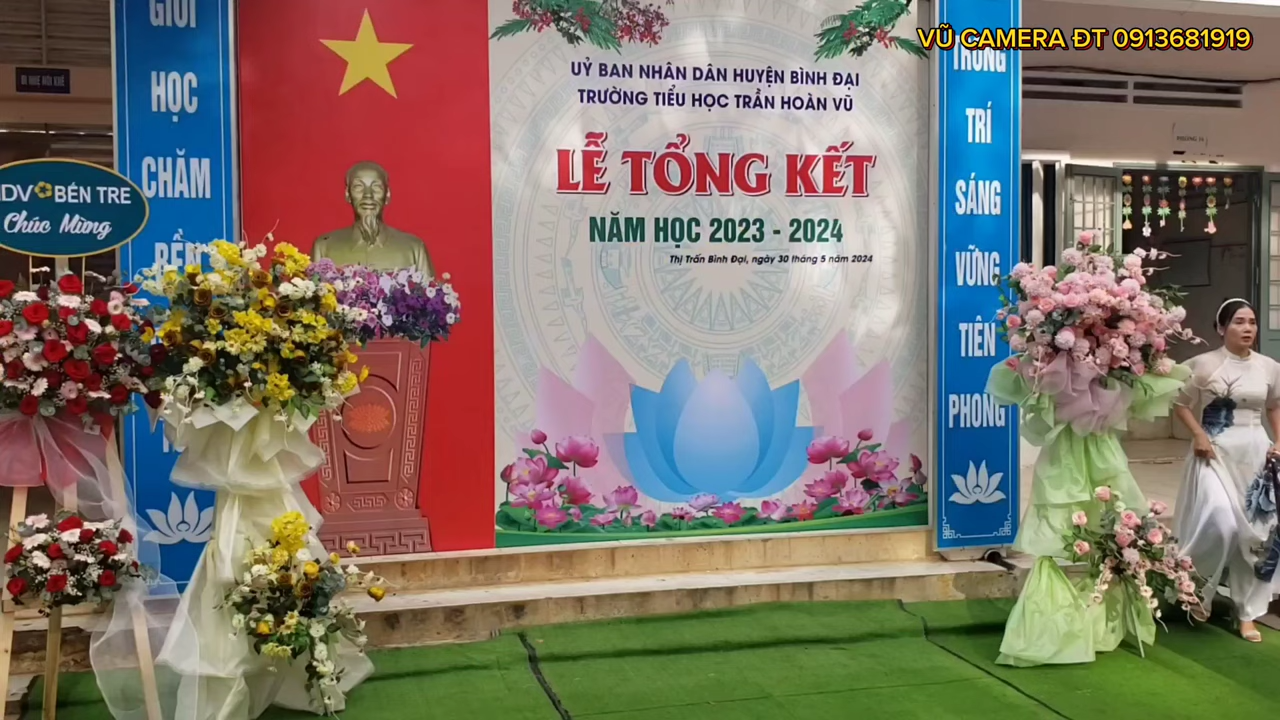 VŨ CAMERA ĐT 0913681919
GIỎI
HỌC
CHĂM
BỀN
BẾN TRE
Chúc Mừng
UỶ BAN NHÂN DÂN HUYỆN BÌNH ĐẠI
TRƯỜNG TIỂU HỌC TRẦN HOÀN VŨ
LỄ TỔNG KẾT
NĂM HỌC 2023 - 2024
Thị Trấn Bình Đại, ngày 30 tháng 5 năm 2024
TRONG
TRÍ
SÁNG
VỮNG
TIÊN
PHONG